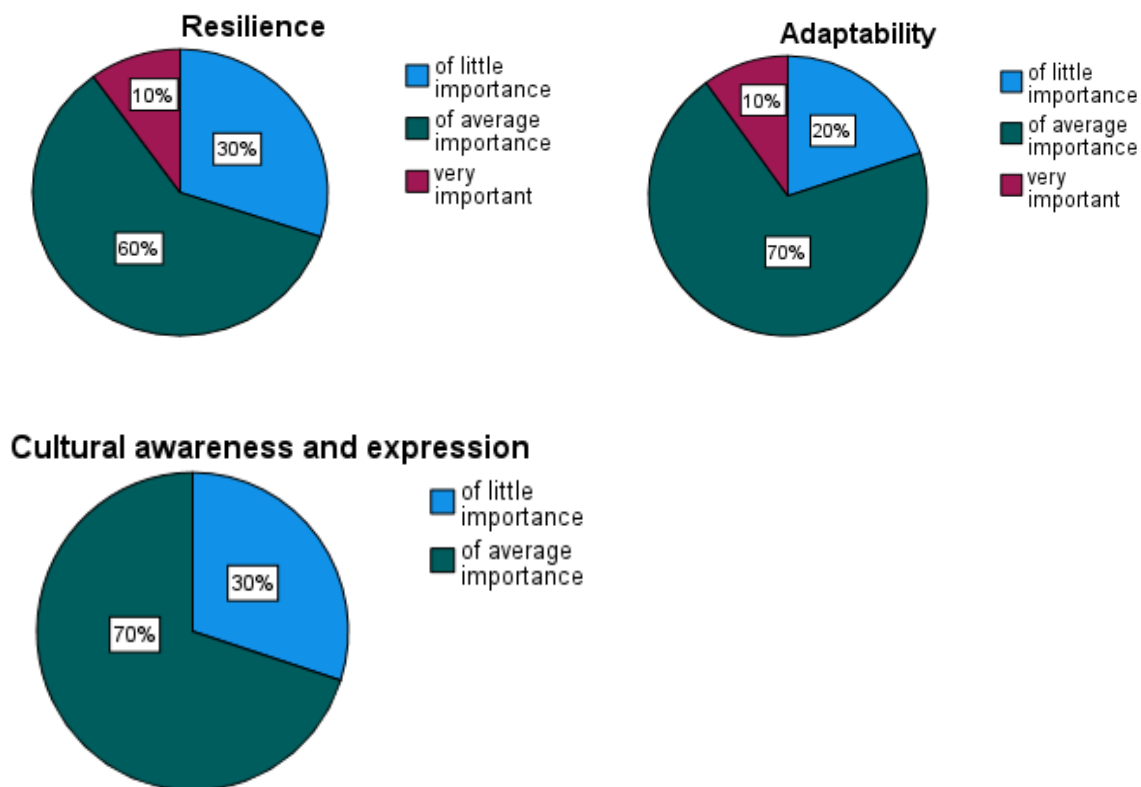 Resilience
of little
importance
of average
importance
very
important
10%
30%
60%
Adaptability
of little
importance
of average
importance
very
important
10%
20%
70%
Cultural awareness and expression
of little
importance
of average
importance
30%
70%